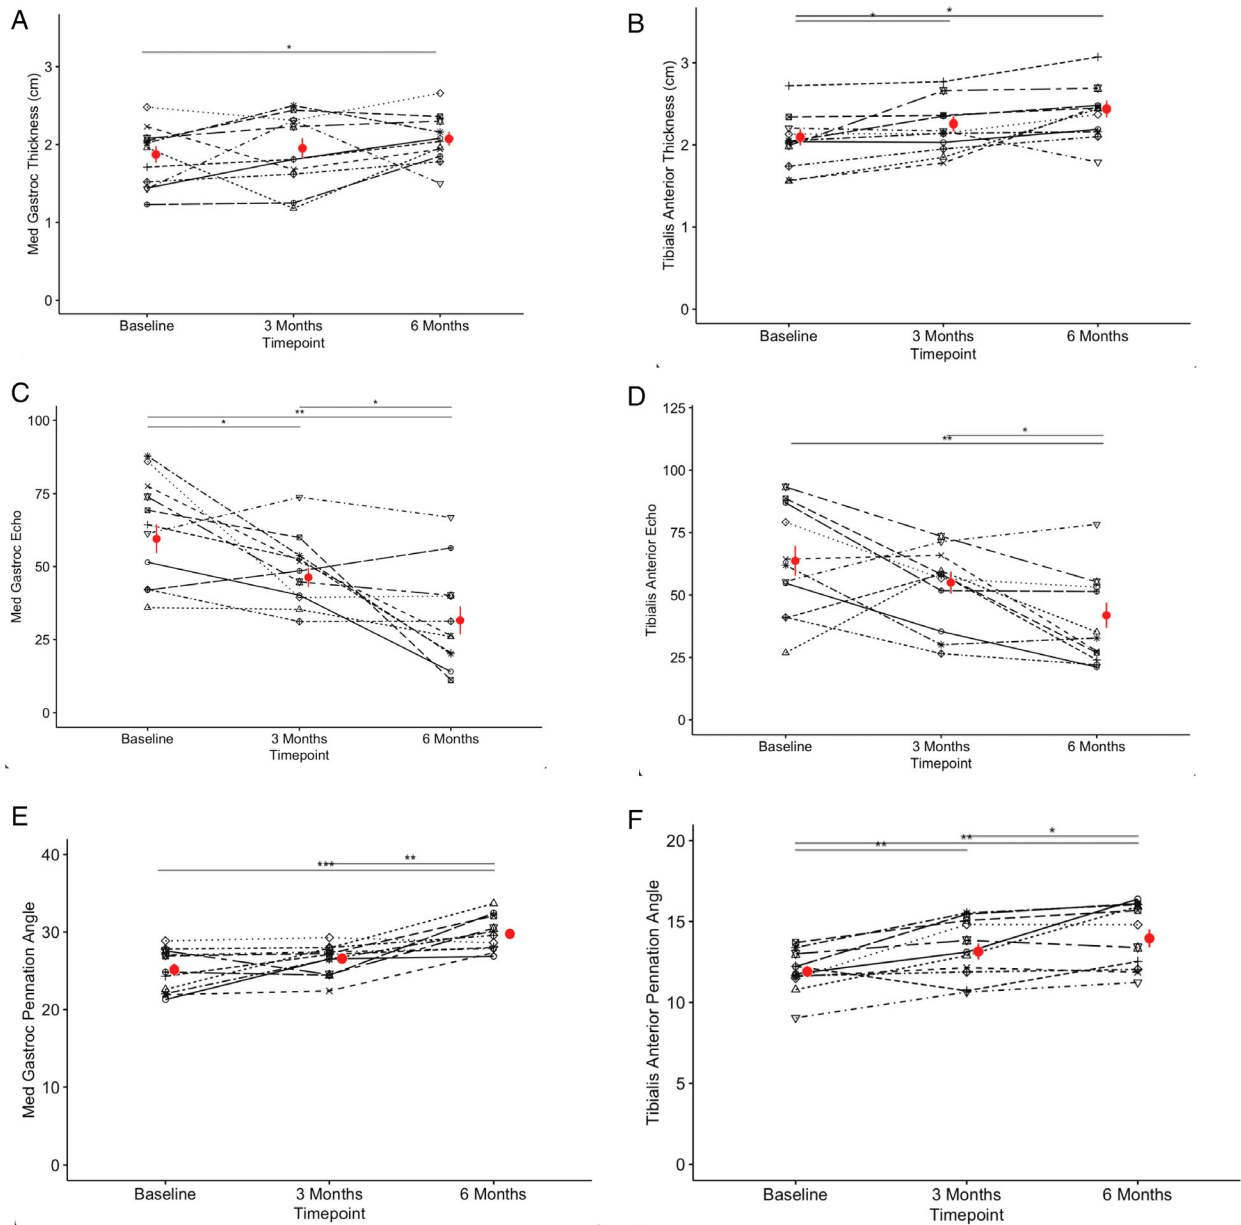 A
Med Gastroc Thickness (cm)
3
2
1
0
*
Baseline
3 Months
6 Months
Timepoint
B
Tibialis Anterior Thickness (cm)
3
2
1
0
*
*
Baseline
3 Months
6 Months
Timepoint
C
Med Gastroc Echo
100
75
50
25
0
*
**
*
Baseline
3 Months
6 Months
Timepoint
D
Tibialis Anterior Echo
125
100
75
50
25
0
*
**
Baseline
3 Months
6 Months
Timepoint
E
Med Gastroc Pennation Angle
40
30
20
10
0
**
***
Baseline
3 Months
6 Months
Timepoint
F
Tibialis Anterior Pennation Angle
20
15
10
5
0
*
**
**
Baseline
3 Months
6 Months
Timepoint